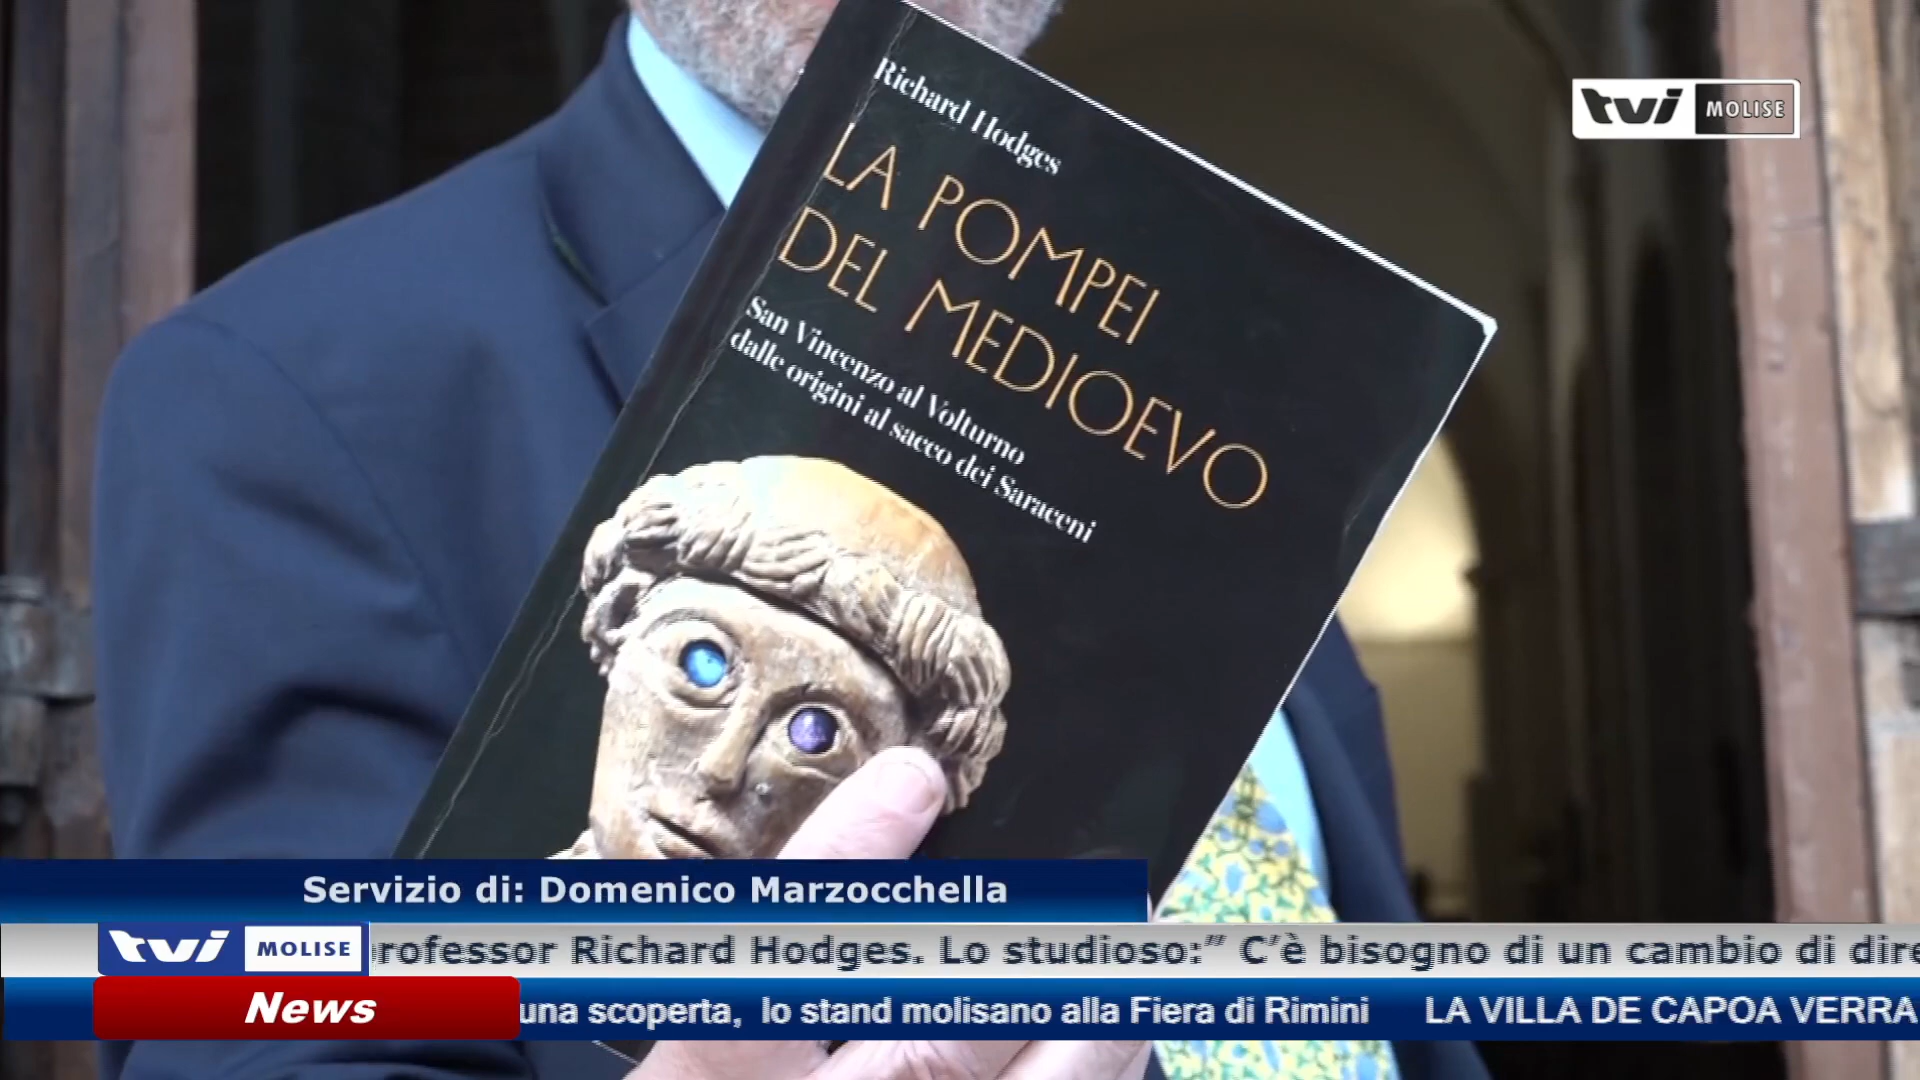 tvi MOLISE
Richard Hodges
LA POMPEI
DEL MEDIOEVO
San Vincenzo al Volturno
dalle origini al sacco dei Saraceni
Servizio di: Domenico Marzocchella
tvi MOLISE
professor Richard Hodges. Lo studioso:” C’è bisogno di un cambio di dire
News
una scoperta, lo stand molisano alla Fiera di Rimini LA VILLA DE CAPOA VERRA